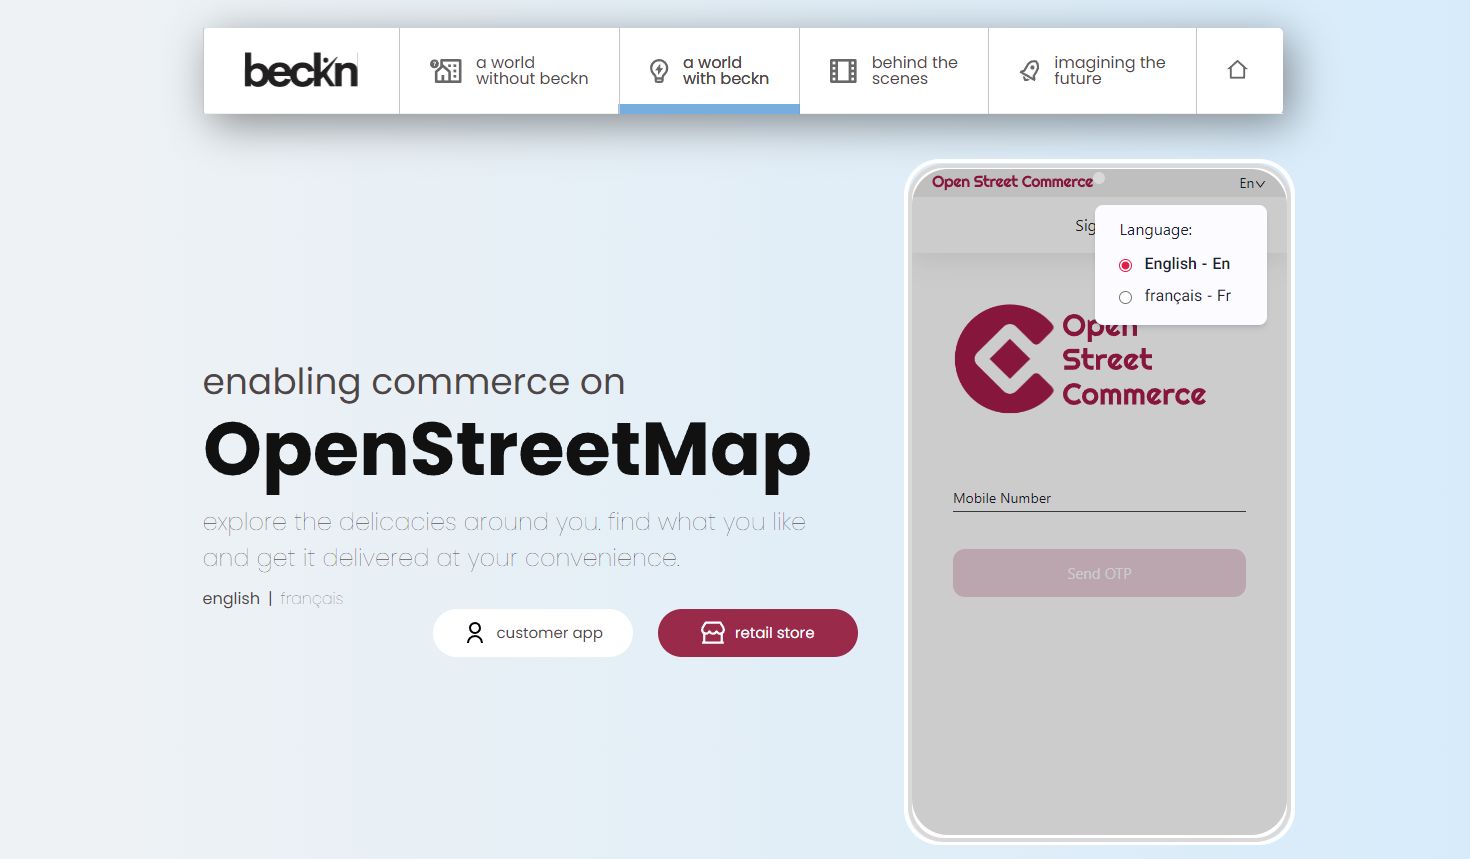 beckn
a world
without beckn
a world
with beckn
behind the
scenes
imagining the
future
enabling commerce on
OpenStreetMap
explore the delicacies around you. find what you like
and get it delivered at your convenience.
english | français
customer app
retail store
Open Street Commerce
En
Language:
English - En
français - Fr
Open
Street
Commerce
Mobile Number
Send OTP